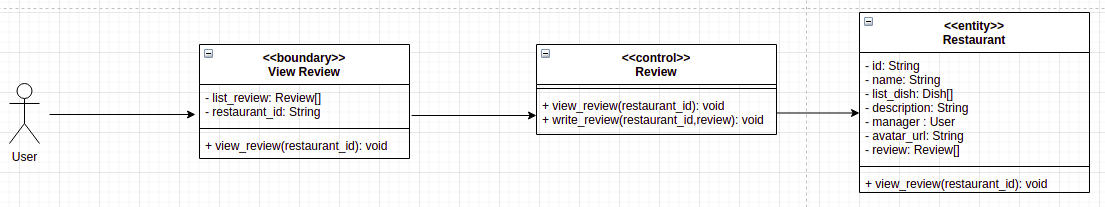 User
<<boundary>>
View Review
- list_review: Review[]
- restaurant_id: String
+ view_review(restaurant_id): void
<<control>>
Review
+ view_review(restaurant_id): void
+ write_review(restaurant_id,review): void
<<entity>>
Restaurant
- id: String
- name: String
- list_dish: Dish[]
- description: String
- manager : User
- avatar_url: String
- review: Review[]
+ view_review(restaurant_id): void